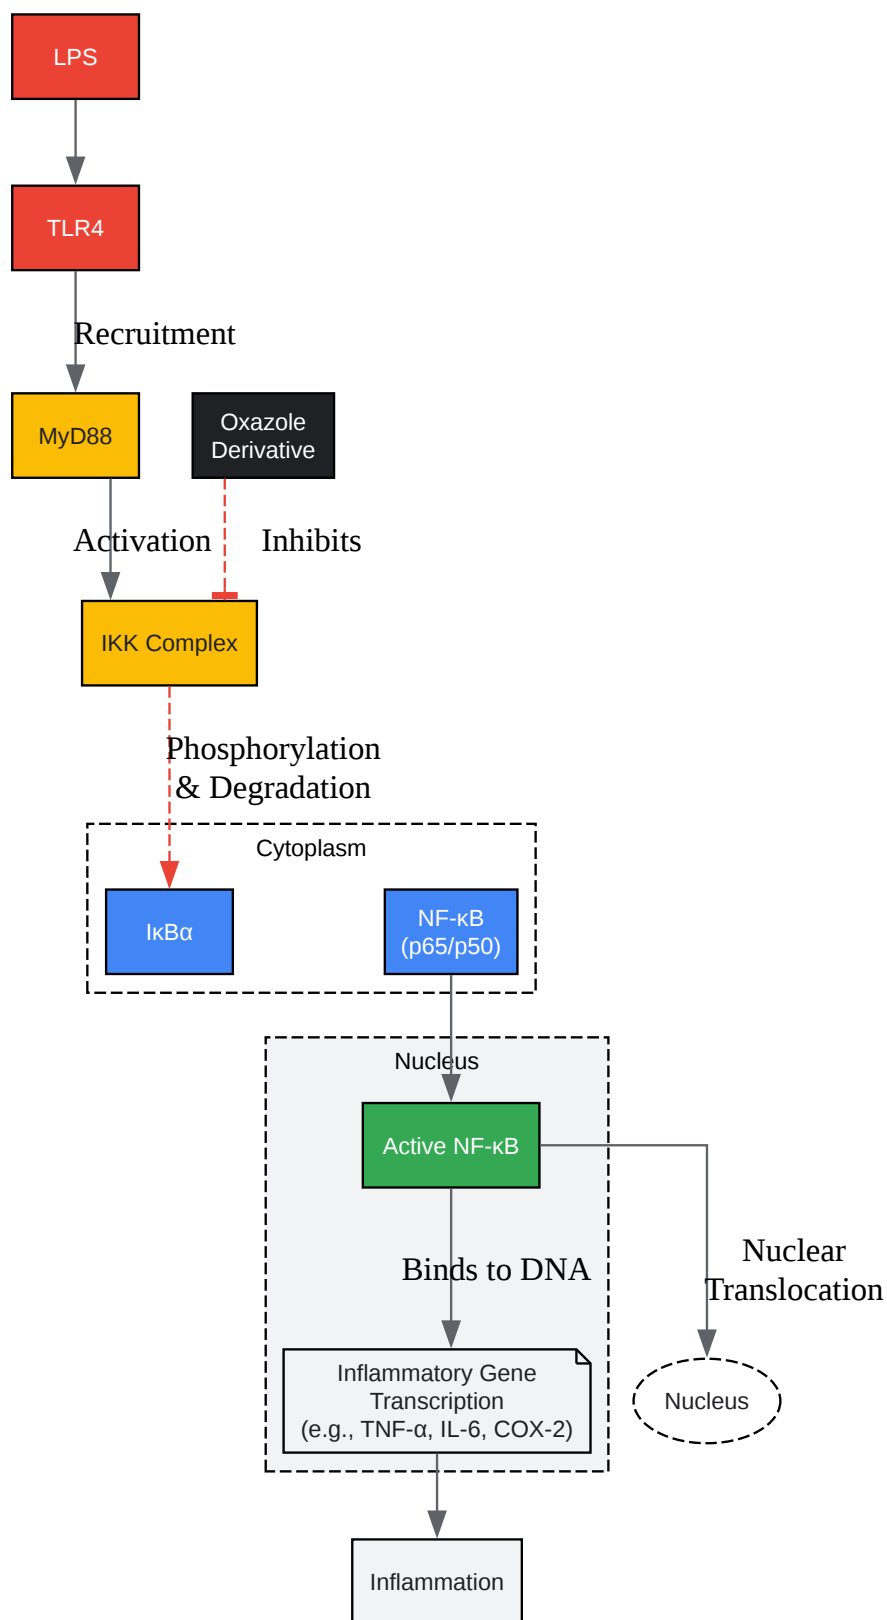 LPS
TLR4
Recruitment
MyD88
Oxazole
Derivative
Activation
Inhibits
IKK Complex
Phosphorylation
& Degradation
Cytoplasm
IκBα
NF-κB
(p65/p50)
Nucleus
Active NF-κB
Nuclear
Translocation
Binds to DNA
Inflammatory Gene
Transcription
(e.g., TNF-α, IL-6, COX-2)
Nucleus
Inflammation